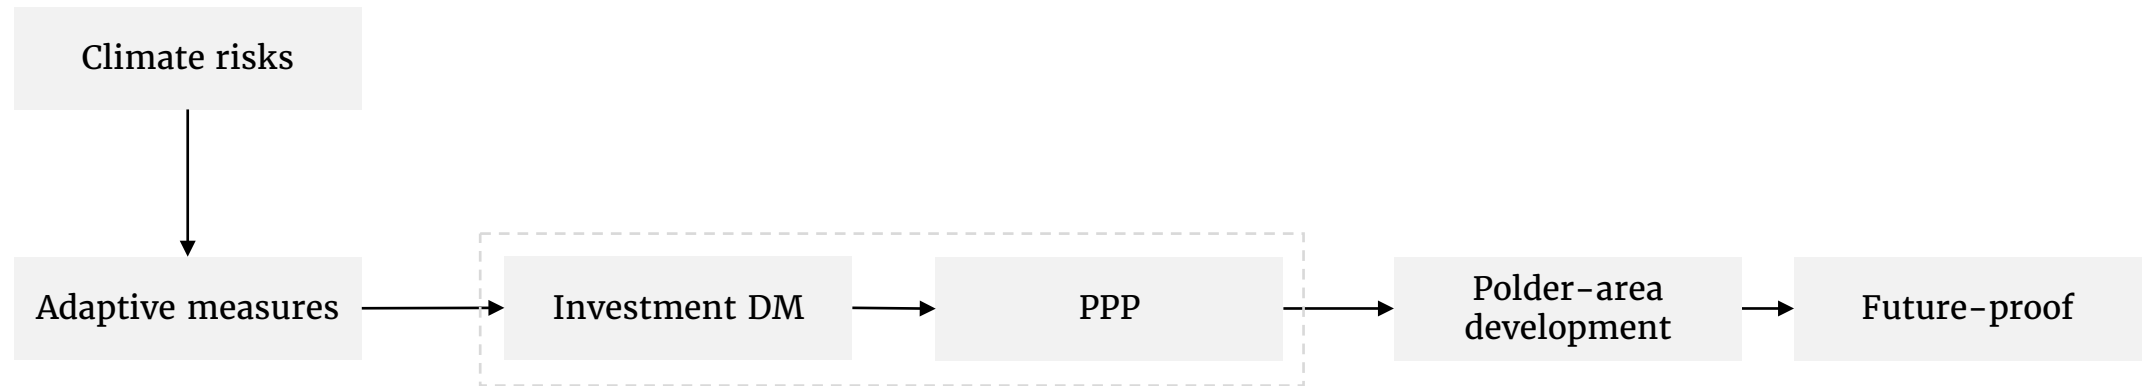 Climate risks
Adaptive measures
Investment DM
PPP
Polder-area
development
Future-proof